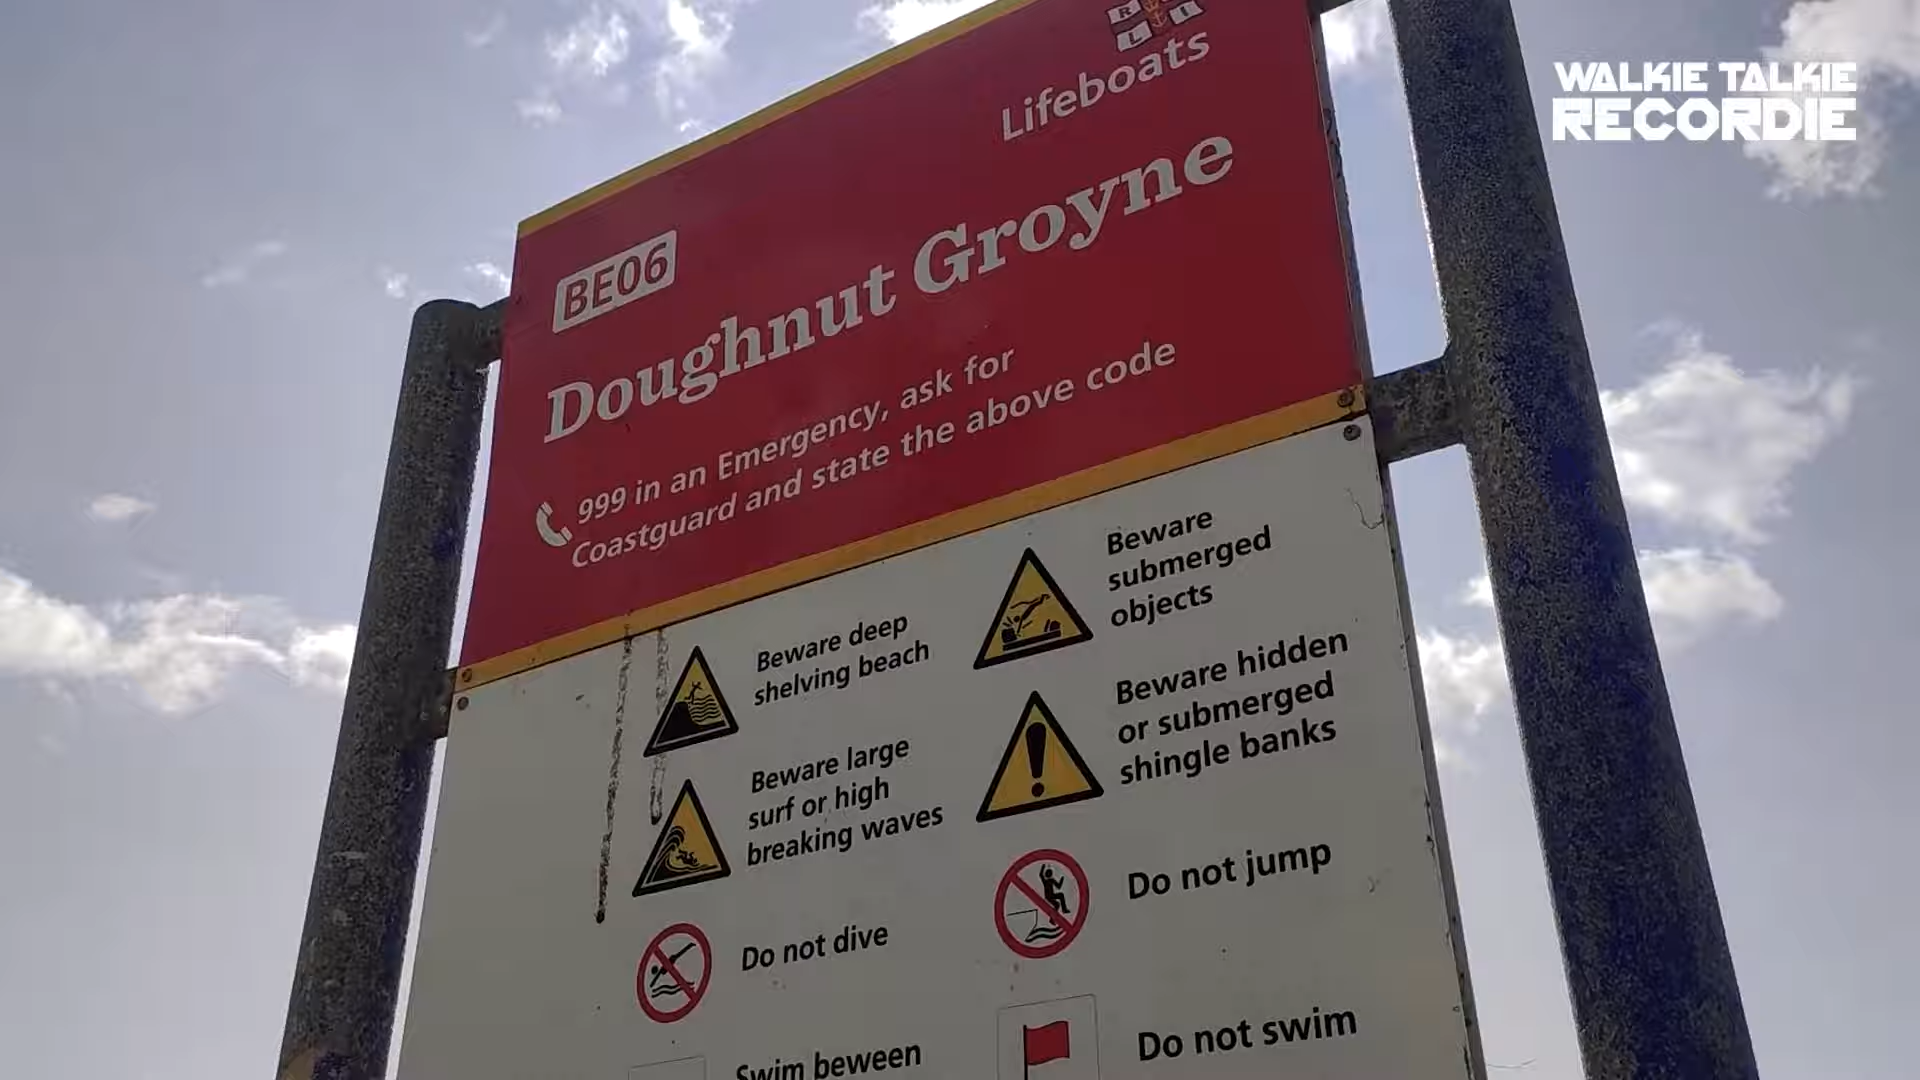 WALKIE TALKIE
RECORDIE
R
L I
Lifeboats
BE06
Doughnut Groyne
999 in an Emergency, ask for
Coastguard and state the above code
Beware deep
shelving beach
Beware submerged
objects
Beware large
surf or high
breaking waves
Beware hidden
or submerged
shingle banks
Do not dive
Do not jump
Swim beween
Do not swim